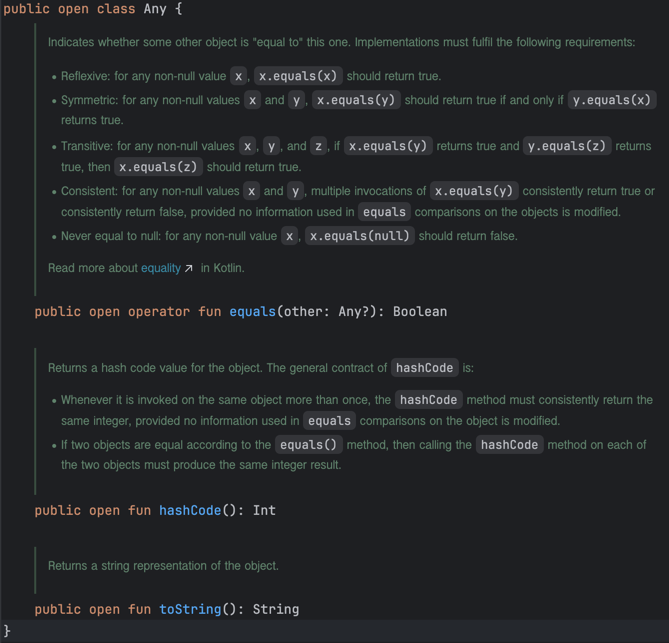 public open class Any {
Indicates whether some other object is "equal to" this one. Implementations must fulfil the following requirements:
• Reflexive: for any non-null value x, x.equals(x) should return true.
• Symmetric: for any non-null values x and y, x.equals(y) should return true if and only if y.equals(x)
returns true.
• Transitive: for any non-null values x, y, and z, if x.equals(y) returns true and y.equals(z) returns
true, then x.equals(z) should return true.
• Consistent: for any non-null values x and y, multiple invocations of x.equals(y) consistently return true or
consistently return false, provided no information used in equals comparisons on the objects is modified.
• Never equal to null: for any non-null value x, x.equals(null) should return false.
Read more about equality ↗ in Kotlin.
public open operator fun equals(other: Any?): Boolean
Returns a hash code value for the object. The general contract of hashCode is:
• Whenever it is invoked on the same object more than once, the hashCode method must consistently return the
same integer, provided no information used in equals comparisons on the object is modified.
• If two objects are equal according to the equals() method, then calling the hashCode method on each of
the two objects must produce the same integer result.
public open fun hashCode(): Int
Returns a string representation of the object.
public open fun toString(): String
}